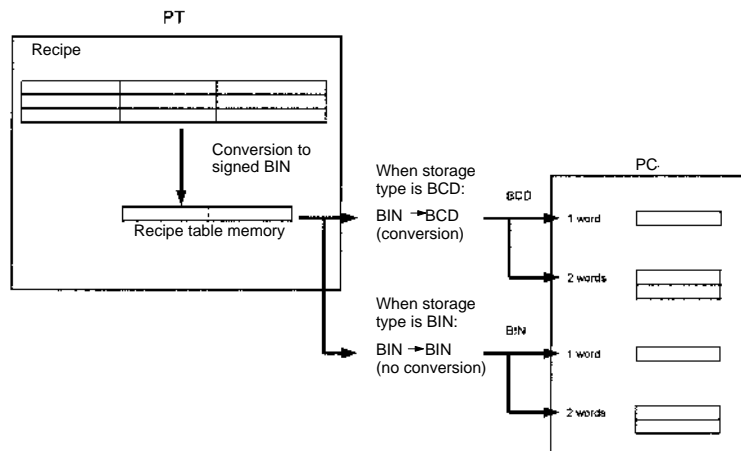 PT
Recipe
Conversion to
signed BIN
Recipe table memory
When storage
type is BCD:
BIN → BCD
(conversion)
When storage
type is BIN:
BIN → BIN
(no conversion)
BCD
BIN
PC
1 word
2 words
1 word
2 words